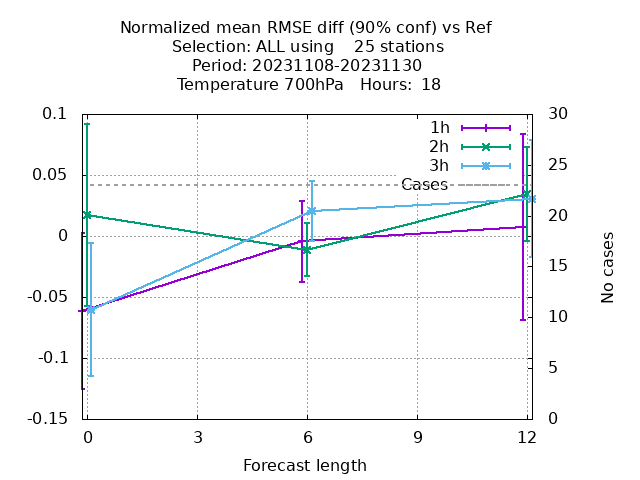 Normalized mean RMSE diff (90% conf) vs Ref
Selection: ALL using    25 stations
Period: 20231108-20231130
Temperature 700hPa   Hours:  18
0.1
0.05
0
-0.05
-0.1
-0.15
30
25
20
15
10
5
0
1h
2h
3h
Cases
No cases
0
3
6
9
12
Forecast length